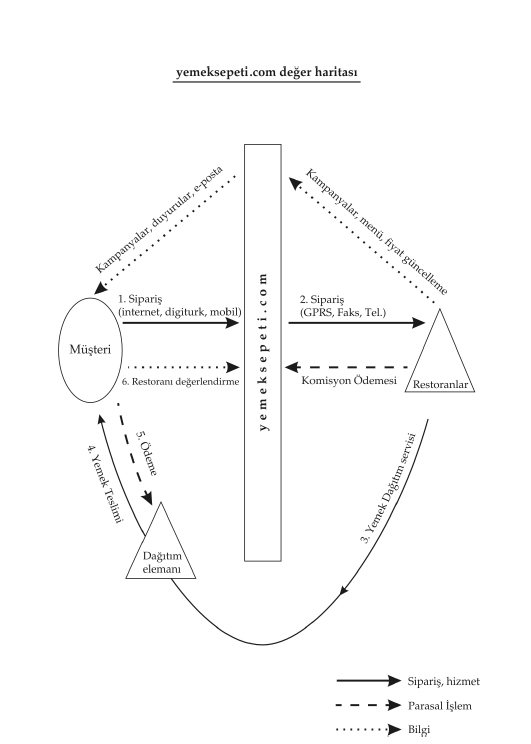 yemeksepeti.com değer haritası
Kampanyalar, duyurular, e-posta
Kampanyalar, menü, fiyat güncelleme
1. Sipariş
(internet, digiturk, mobil)
2. Sipariş
(GPRS, Faks, Tel.)
Müşteri
yemeksepeti.com
6. Restoranı değerlendirme
Komisyon Ödemesi
Restoranlar
5. Ödeme
4. Yemek Teslimi
3. Yemek Dağıtım servisi
Dağıtım
elemanı
Sipariş, hizmet
Parasal İşlem
Bilgi